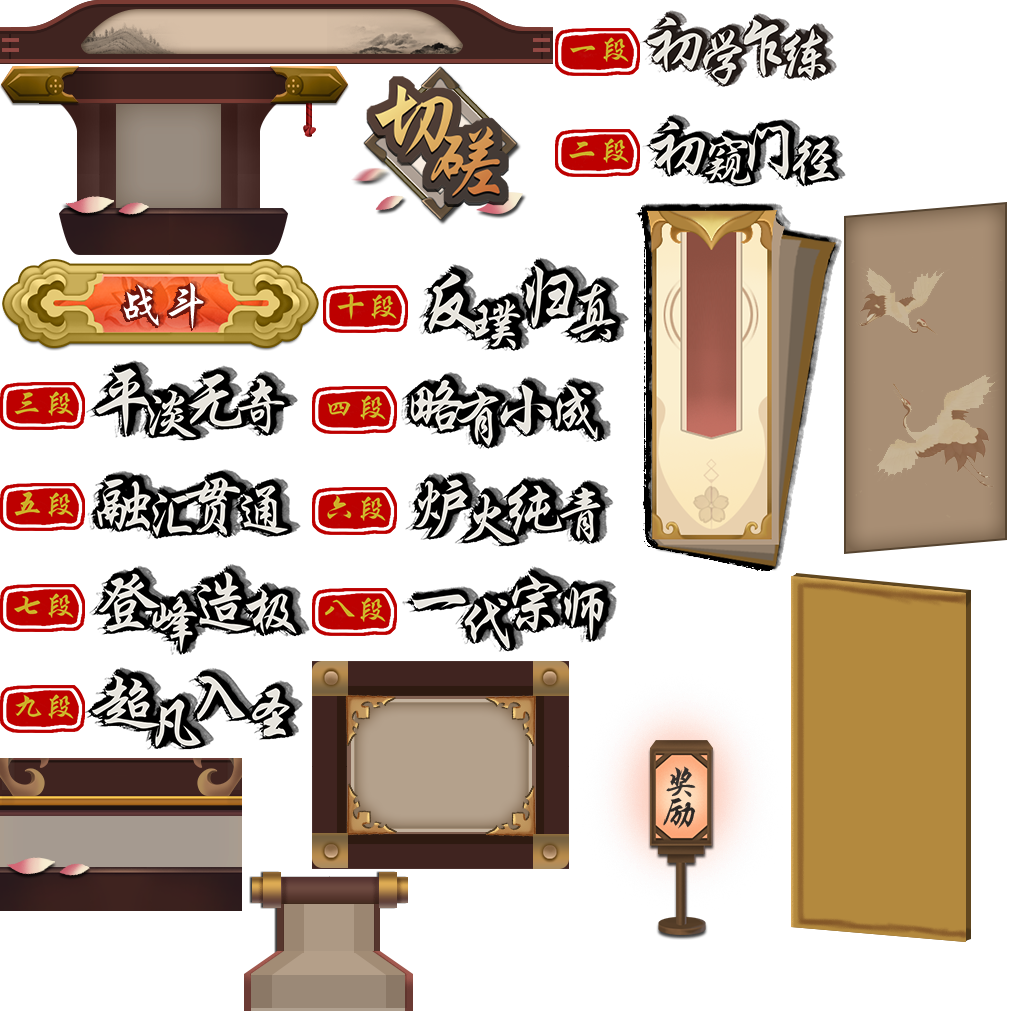 一段 初学乍练
切磋
二段 初窥门径
战斗
十段 反璞归真
三段 平淡无奇
四段 略有小成
五段 融汇贯通
六段 炉火纯青
七段 登峰造极
八段 一代宗师
九段 超凡入圣
奖励